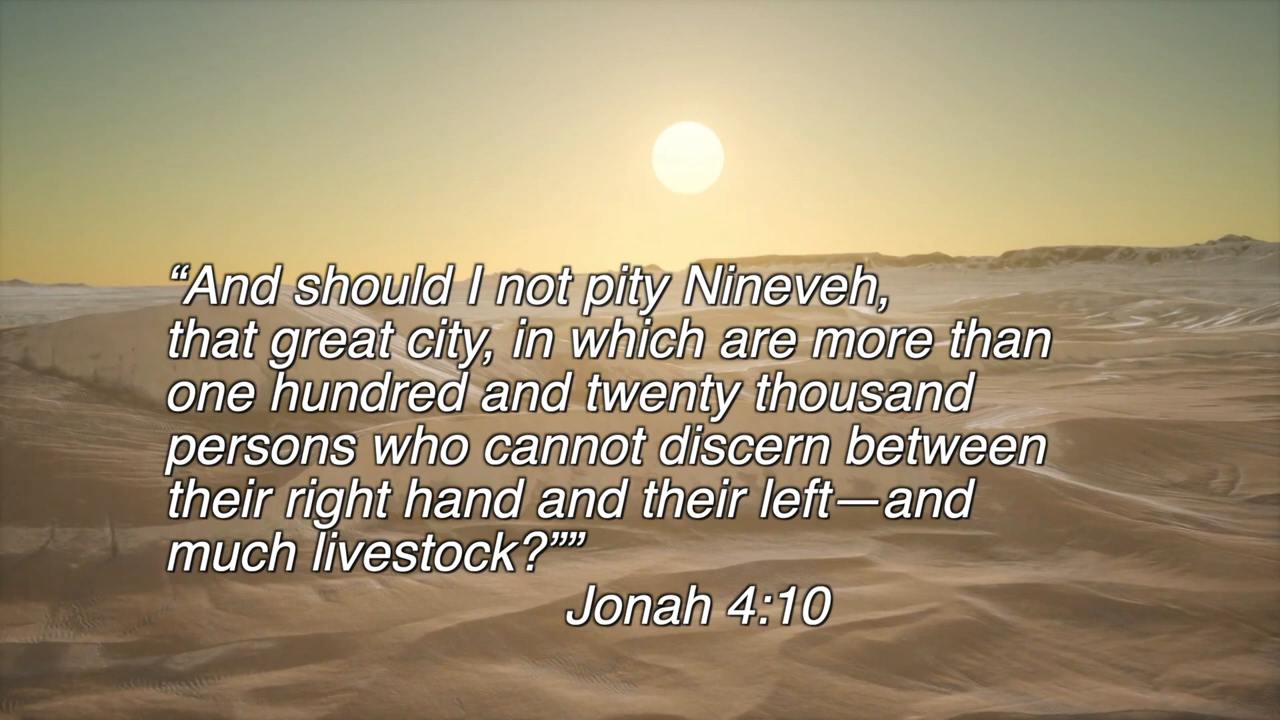 “And should I not pity Nineveh,
that great city, in which are more than
one hundred and twenty thousand
persons who cannot discern between
their right hand and their left—and
much livestock?””
Jonah 4:10